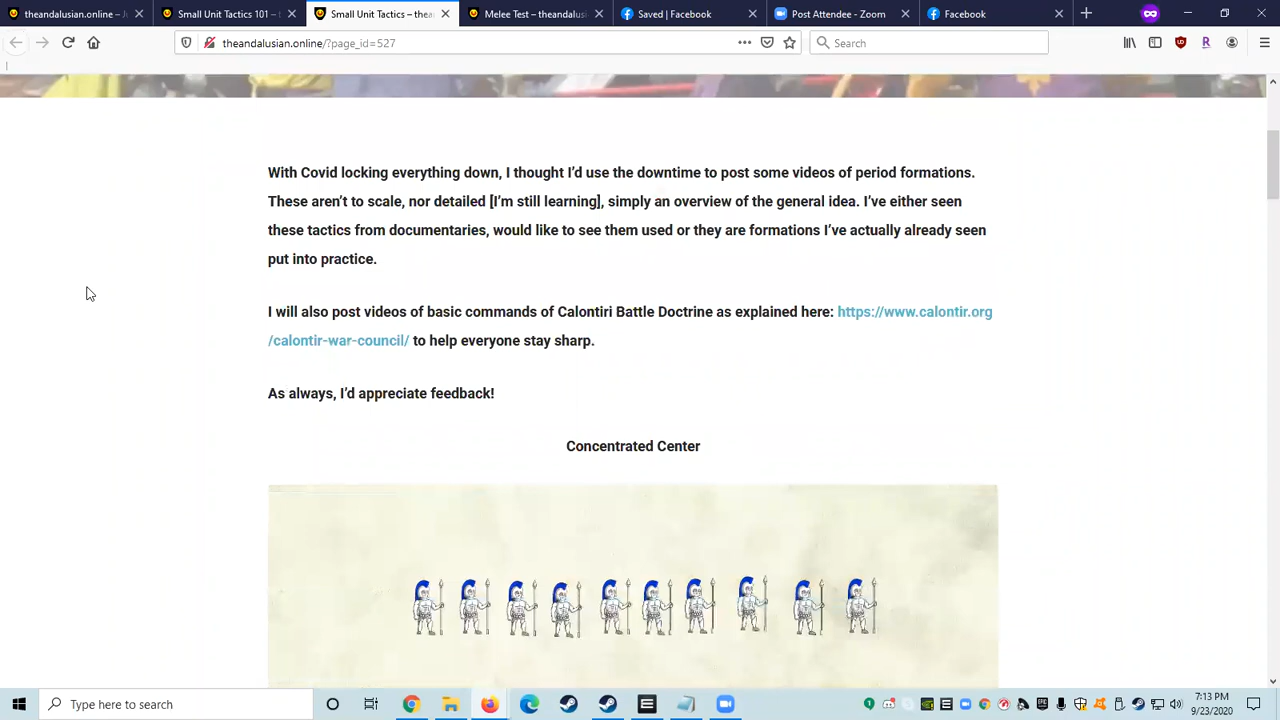 theandalusian.online – Ju
Small Unit Tactics 101 – t
Small Unit Tactics – thea
Melee Test – theandalusia
Saved | Facebook
Post Attendee - Zoom
Facebook
theandalusian.online/?page_id=527
Search
With Covid locking everything down, I thought I'd use the downtime to post some videos of period formations.
These aren't to scale, nor detailed [I'm still learning], simply an overview of the general idea. I've either seen
these tactics from documentaries, would like to see them used or they are formations I've actually already seen
put into practice.
I will also post videos of basic commands of Calontiri Battle Doctrine as explained here: https://www.calontir.org
/calontir-war-council/ to help everyone stay sharp.
As always, I'd appreciate feedback!
Concentrated Center
Type here to search
7:13 PM
9/23/2020